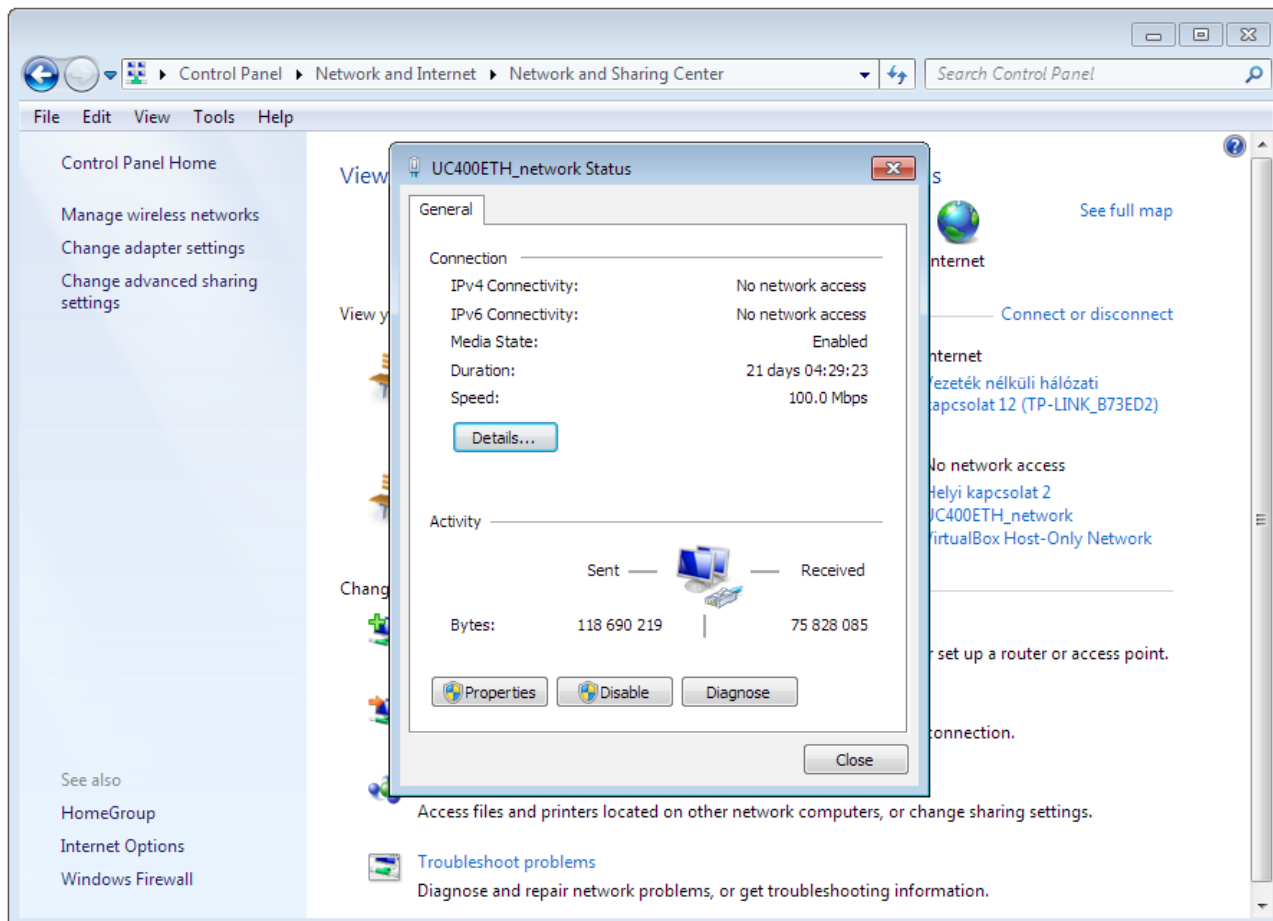 Control Panel ▸ Network and Internet ▸ Network and Sharing Center
Search Control Panel
File Edit View Tools Help
Control Panel Home
Manage wireless networks
Change adapter settings
Change advanced sharing
settings
See also
HomeGroup
Internet Options
Windows Firewall
View
s
See full map
nternet
View y
Connect or disconnect
nternet
ezeték nélküli hálózati
apcsolat 12 (TP-LINK_B73ED2)
No network access
Helyi kapcsolat 2
UC400ETH_network
VirtualBox Host-Only Network
Chang
r set up a router or access point.
connection.
Access files and printers located on other network computers, or change sharing settings.
Troubleshoot problems
Diagnose and repair network problems, or get troubleshooting information.
UC400ETH_network Status
General
Connection
IPv4 Connectivity: No network access
IPv6 Connectivity: No network access
Media State: Enabled
Duration: 21 days 04:29:23
Speed: 100.0 Mbps
Details...
Activity
Sent Received
Bytes: 118 690 219 75 828 085
Properties Disable Diagnose
Close